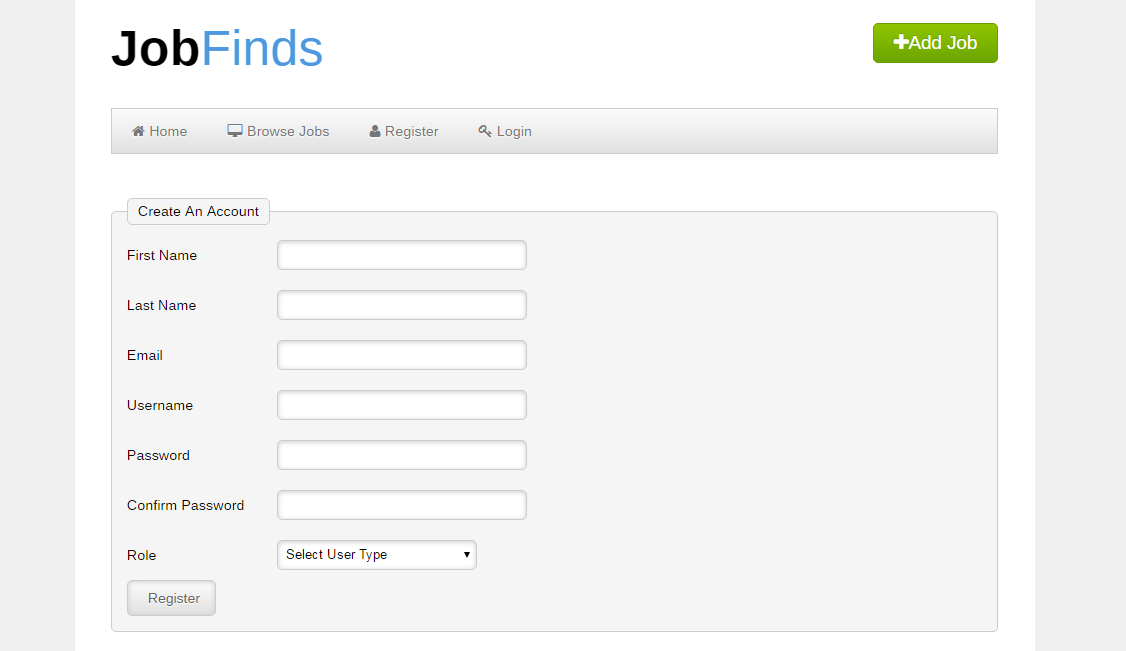 JobFinds
Add Job
Home Browse Jobs Register Login
Create An Account
First Name
Last Name
Email
Username
Password
Confirm Password
Role Select User Type
Register